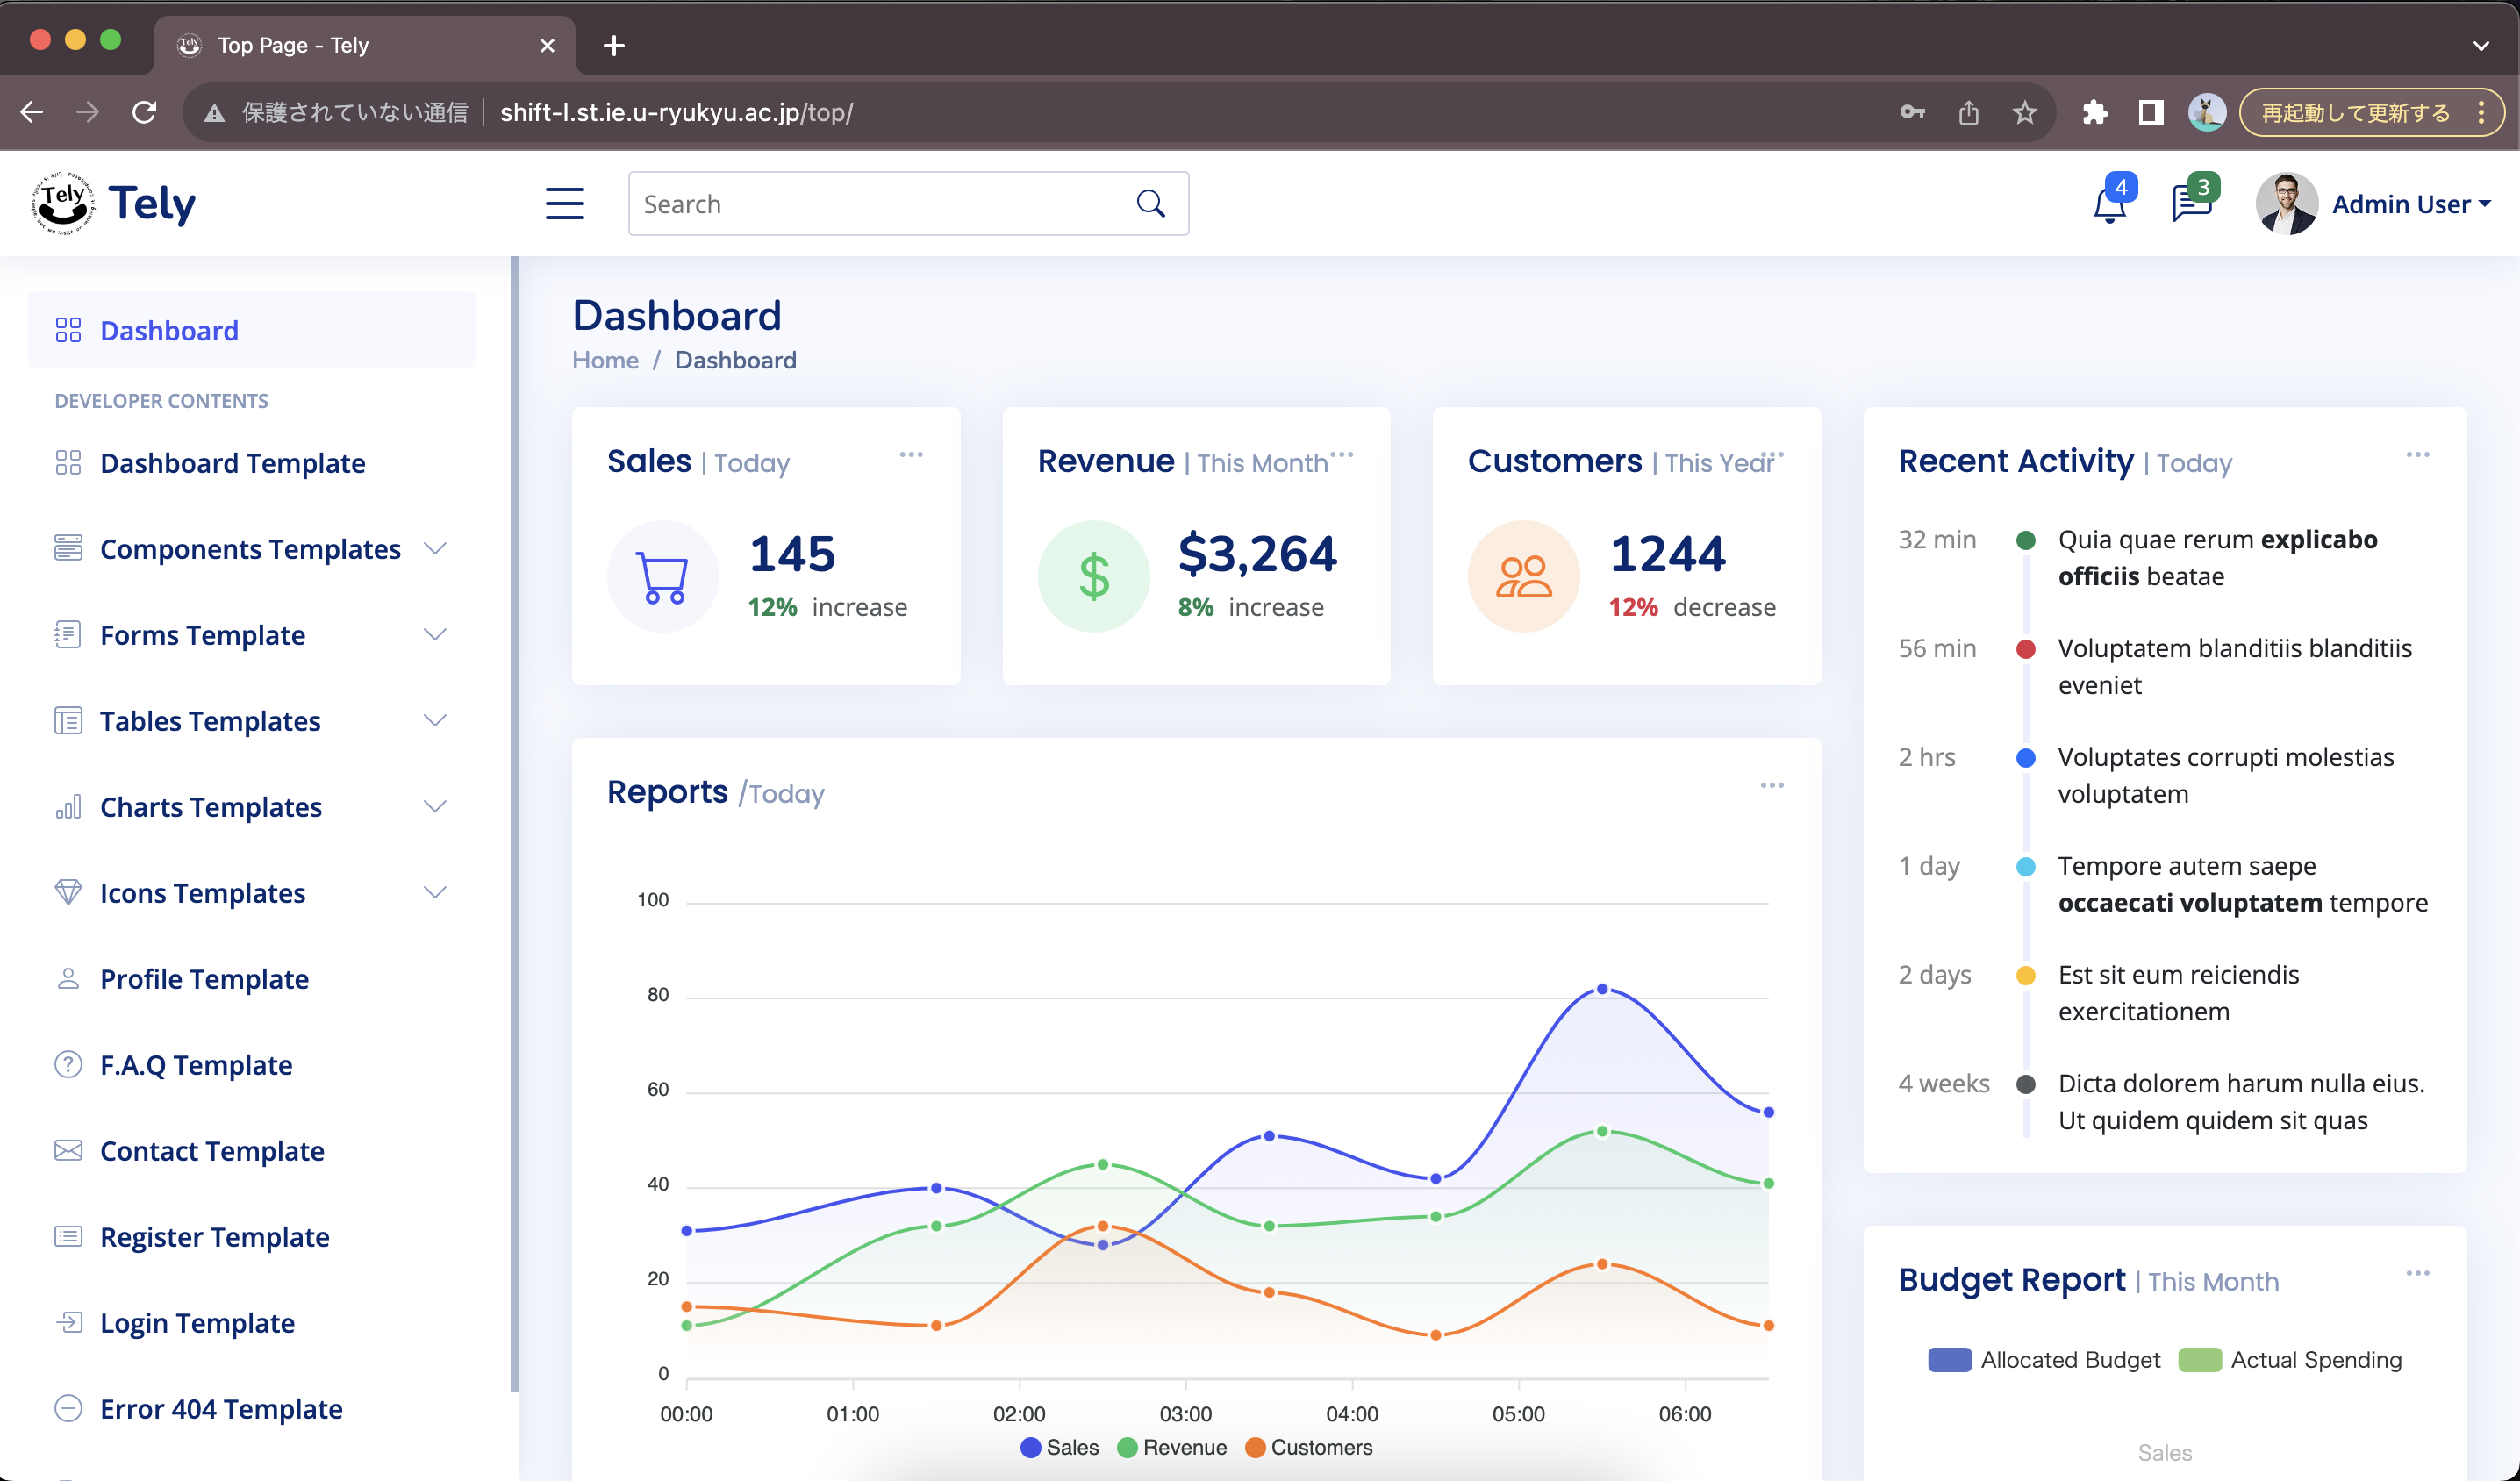 Top Page - Tely
保護されていない通信 shift-l.st.ie.u-ryukyu.ac.jp/top/
再起動して更新する
Tely
Tely
Search
4
3
Admin User
Dashboard
DEVELOPER CONTENTS
Dashboard Template
Components Templates
Forms Template
Tables Templates
Charts Templates
Icons Templates
Profile Template
F.A.Q Template
Contact Template
Register Template
Login Template
Error 404 Template
Dashboard
Home / Dashboard
Sales | Today
145
12% increase
Revenue | This Month
$3,264
8% increase
Customers | This Year
1244
12% decrease
Reports /Today
100
80
60
40
20
0
00:00 01:00 02:00 03:00 04:00 05:00 06:00
Sales Revenue Customers
Recent Activity | Today
32 min Quia quae rerum explicabo
officiis beatae
56 min Voluptatem blanditiis blanditiis
eveniet
2 hrs Voluptates corrupti molestias
voluptatem
1 day Tempore autem saepe
occaecati voluptatem tempore
2 days Est sit eum reiciendis
exercitationem
4 weeks Dicta dolorem harum nulla eius.
Ut quidem quidem sit quas
Budget Report | This Month
Allocated Budget Actual Spending
Sales